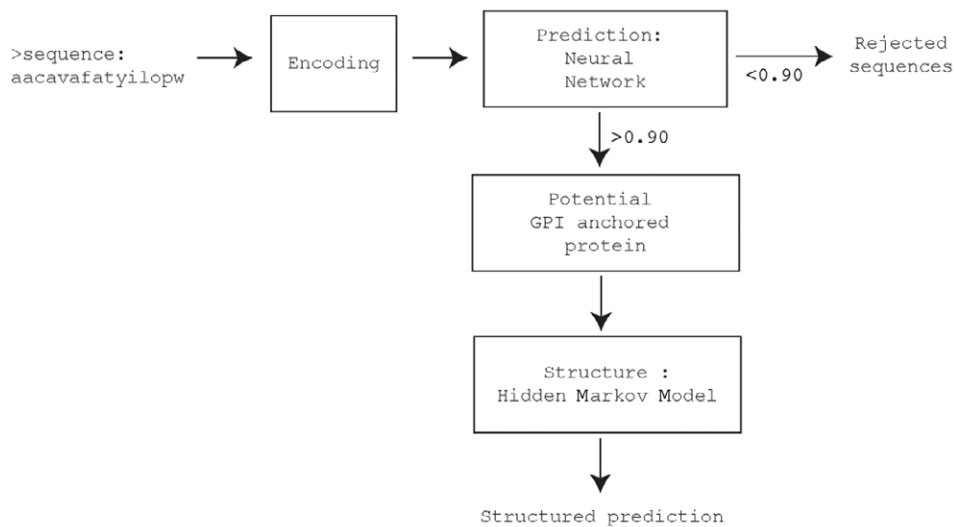 >sequence:
aacavafatyilopw
Encoding
Prediction:
Neural
Network
<0.90
Rejected
sequences
>0.90
Potential
GPI anchored
protein
Structure :
Hidden Markov Model
Structured prediction